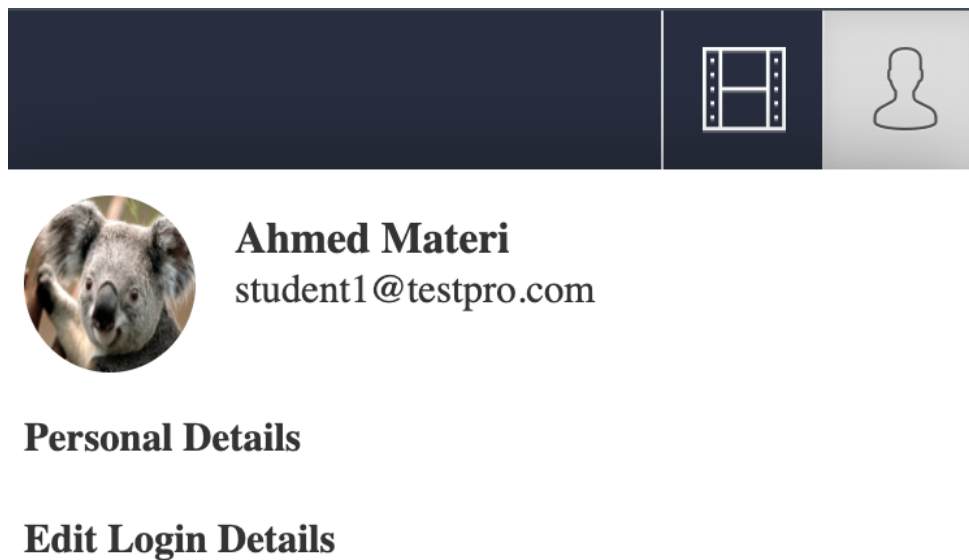 Ahmed Materi
student1@testpro.com
Personal Details
Edit Login Details